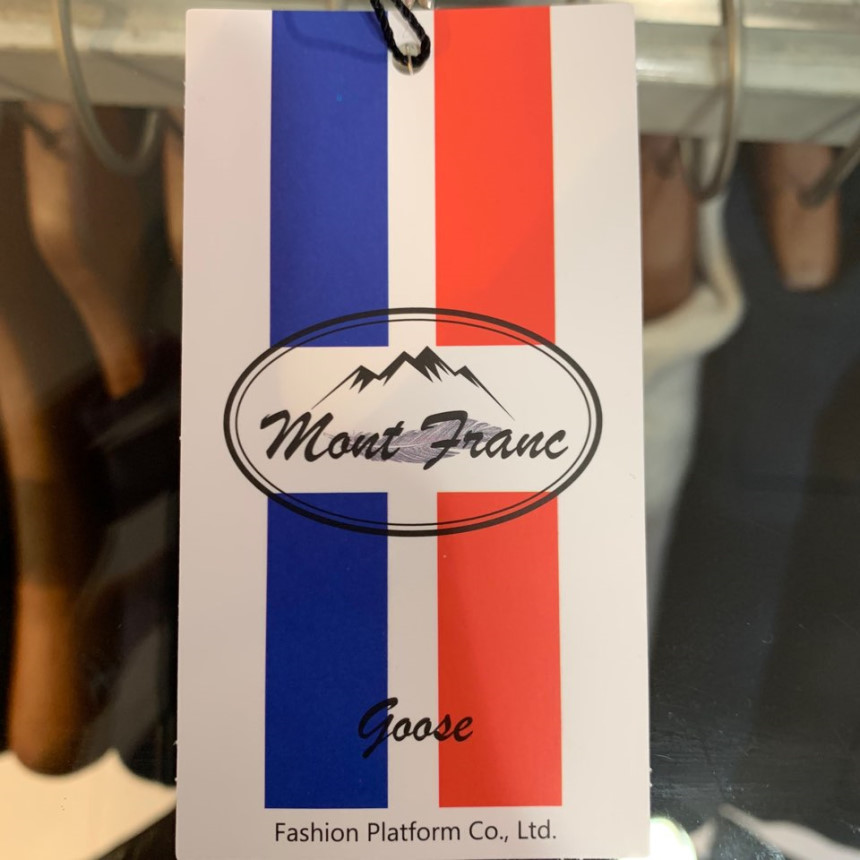 Mont Franc
Goose
Fashion Platform Co., Ltd.